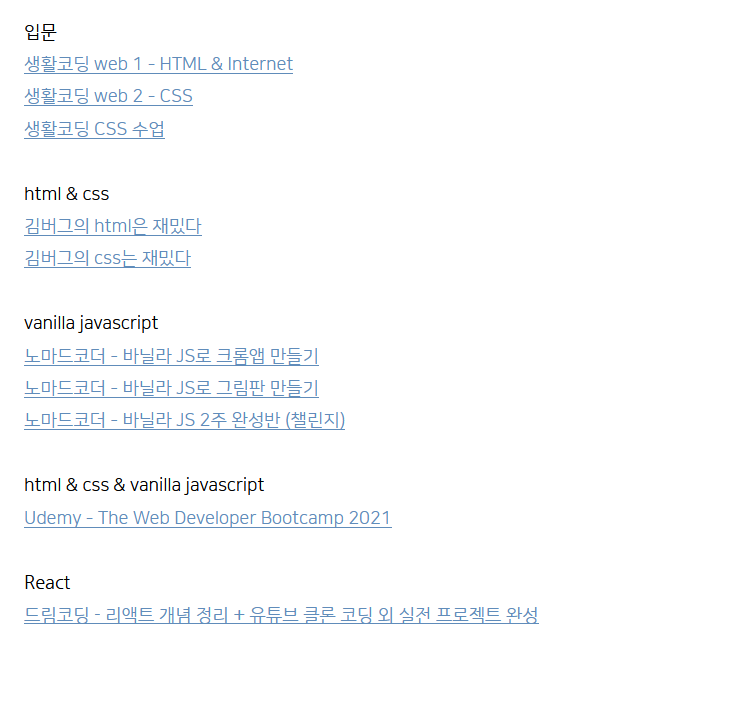 입문
생활코딩 web 1 - HTML & Internet
생활코딩 web 2 - CSS
생활코딩 CSS 수업
html & css
김버그의 html은 재밌다
김버그의 css는 재밌다
vanilla javascript
노마드코더 - 바닐라 JS로 크롬앱 만들기
노마드코더 - 바닐라 JS로 그림판 만들기
노마드코더 - 바닐라 JS 2주 완성반 (챌린지)
html & css & vanilla javascript
Udemy - The Web Developer Bootcamp 2021
React
드림코딩 - 리액트 개념 정리 + 유튜브 클론 코딩 외 실전 프로젝트 완성